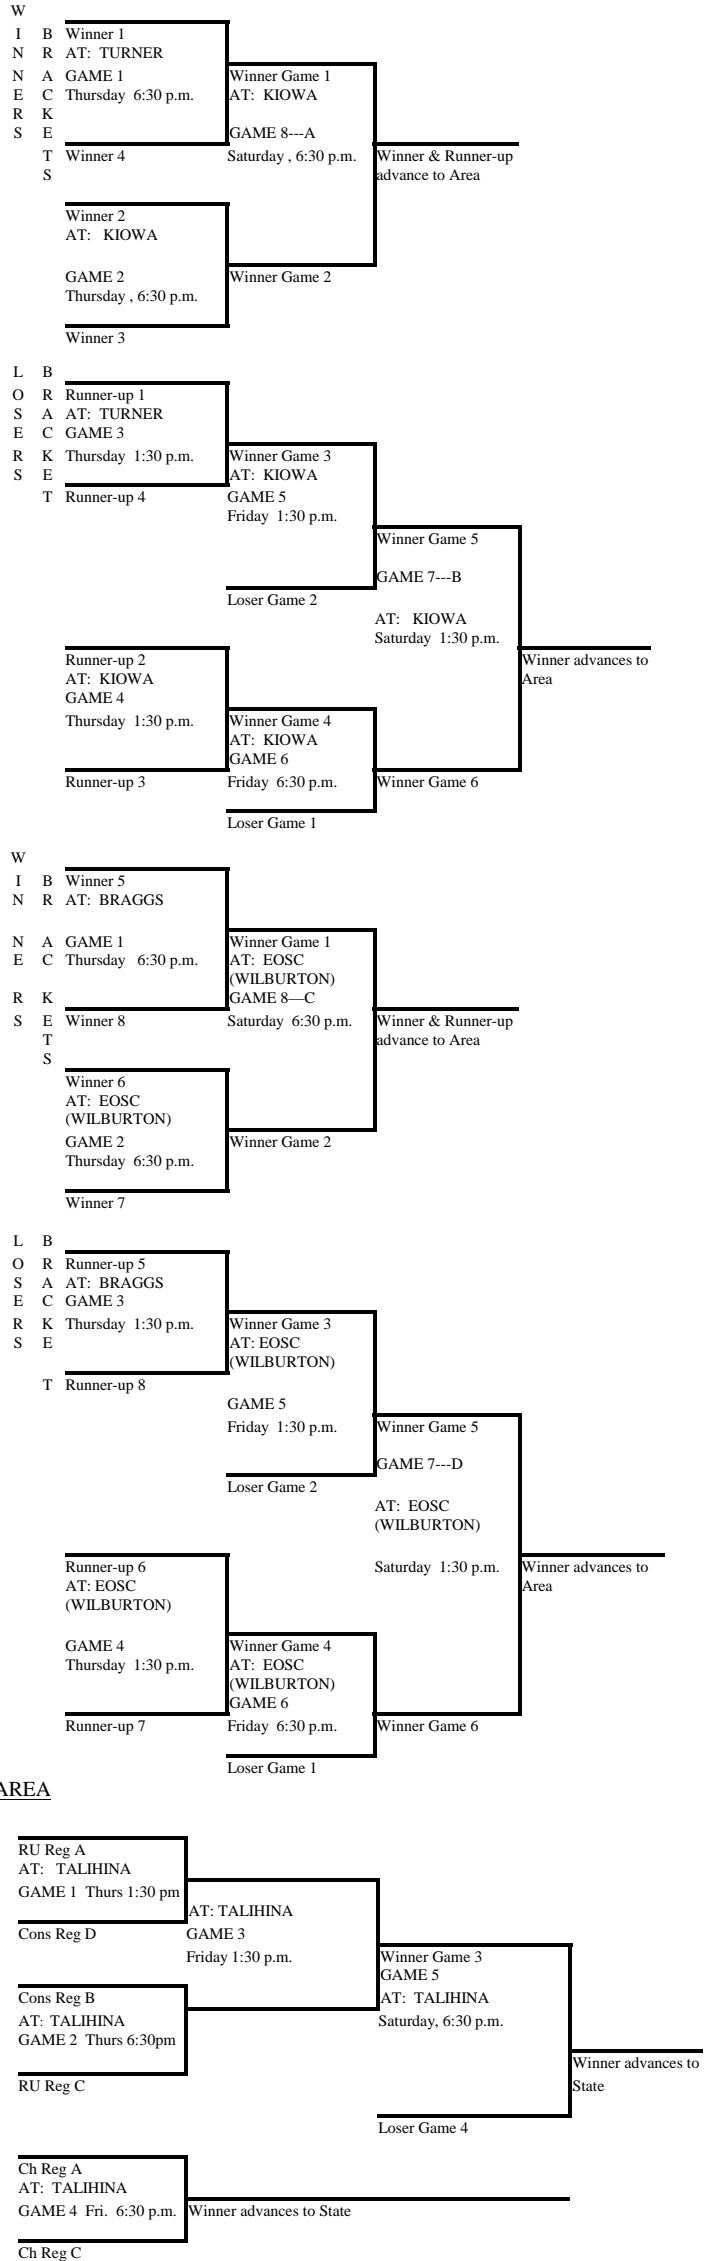 W
I B Winner 1
N R AT: TURNER
N A GAME 1 Winner Game 1
E C Thursday 6:30 p.m. AT: KIOWA
R K
S E GAME 8---A
T Winner 4 Saturday , 6:30 p.m. Winner & Runner-up
S advance to Area
Winner 2
AT: KIOWA
GAME 2 Winner Game 2
Thursday , 6:30 p.m.
Winner 3
L B
O R Runner-up 1
S A AT: TURNER
E C GAME 3
R K Thursday 1:30 p.m. Winner Game 3
S E AT: KIOWA
T Runner-up 4 GAME 5
Friday 1:30 p.m.
Winner Game 5
GAME 7---B
Loser Game 2
AT: KIOWA
Saturday 1:30 p.m.
Runner-up 2 Winner advances to
AT: KIOWA Area
GAME 4
Thursday 1:30 p.m. Winner Game 4
AT: KIOWA
GAME 6
Runner-up 3 Friday 6:30 p.m. Winner Game 6
Loser Game 1
W
I B Winner 5
N R AT: BRAGGS
N A GAME 1 Winner Game 1
E C Thursday 6:30 p.m. AT: EOSC
(WILBURTON)
R K GAME 8—C
S E Winner 8 Saturday 6:30 p.m. Winner & Runner-up
T advance to Area
S
Winner 6
AT: EOSC
(WILBURTON)
GAME 2 Winner Game 2
Thursday 6:30 p.m.
Winner 7
L B
O R Runner-up 5
S A AT: BRAGGS
E C GAME 3
R K Thursday 1:30 p.m. Winner Game 3
S E AT: EOSC
(WILBURTON)
T Runner-up 8
GAME 5
Friday 1:30 p.m. Winner Game 5
GAME 7---D
Loser Game 2
AT: EOSC
(WILBURTON)
Runner-up 6 Saturday 1:30 p.m. Winner advances to
AT: EOSC Area
(WILBURTON)
GAME 4 Winner Game 4
Thursday 1:30 p.m. AT: EOSC
(WILBURTON)
GAME 6
Runner-up 7 Friday 6:30 p.m. Winner Game 6
Loser Game 1
AREA
RU Reg A
AT: TALIHINA
GAME 1 Thurs 1:30 pm
AT: TALIHINA
Cons Reg D GAME 3
Friday 1:30 p.m. Winner Game 3
GAME 5
Cons Reg B AT: TALIHINA
AT: TALIHINA Saturday, 6:30 p.m.
GAME 2 Thurs 6:30pm
Winner advances to
RU Reg C State
Loser Game 4
Ch Reg A
AT: TALIHINA
GAME 4 Fri. 6:30 p.m. Winner advances to State
Ch Reg C